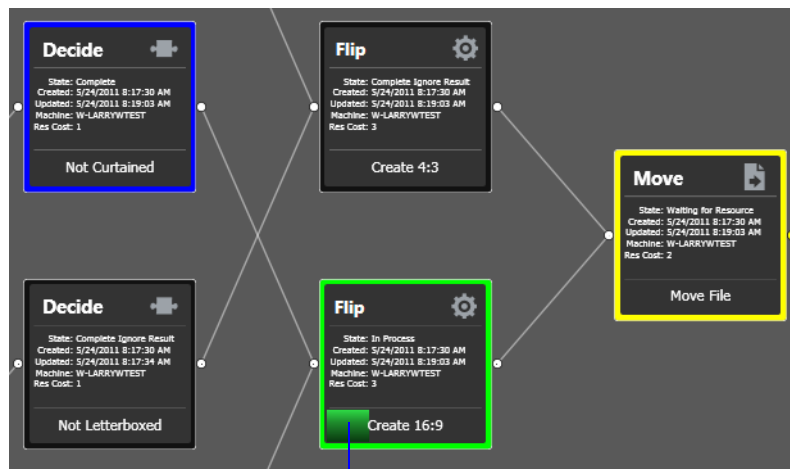 Decide
State: Complete
Created: 5/24/2011 8:17:30 AM
Updated: 5/24/2011 8:19:03 AM
Machine: W-LARRYWTEST
Res Cost: 1
Not Curtained
Flip
State: Complete Ignore Result
Created: 5/24/2011 8:17:30 AM
Updated: 5/24/2011 8:19:03 AM
Machine: W-LARRYWTEST
Res Cost: 3
Create 4:3
Move
State: Waiting for Resource
Created: 5/24/2011 8:17:30 AM
Updated: 5/24/2011 8:19:03 AM
Machine: W-LARRYWTEST
Res Cost: 2
Move File
Decide
State: Complete Ignore Result
Created: 5/24/2011 8:17:30 AM
Updated: 5/24/2011 8:17:34 AM
Machine: W-LARRYWTEST
Res Cost: 1
Not Letterboxed
Flip
State: In Process
Created: 5/24/2011 8:17:30 AM
Updated: 5/24/2011 8:19:03 AM
Machine: W-LARRYWTEST
Res Cost: 3
Create 16:9